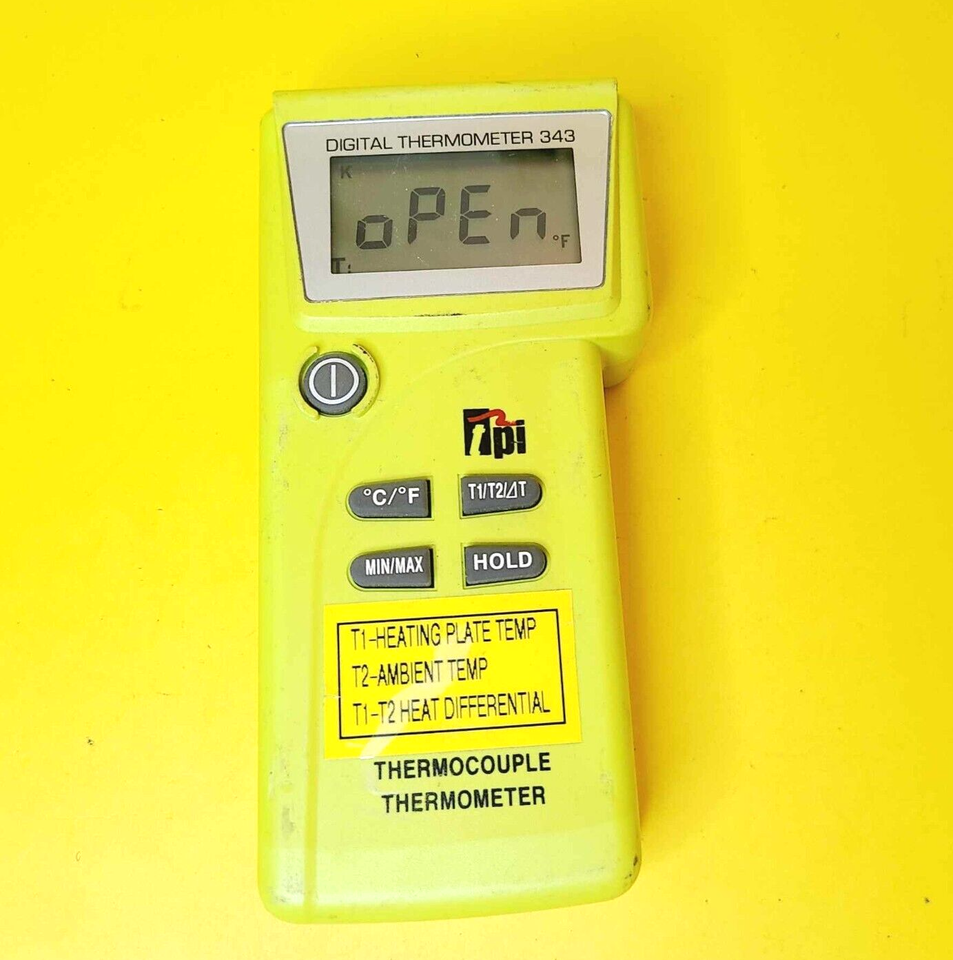 DIGITAL THERMOMETER 343
K
oPEn
°F
T1
TPI
°C/°F
T1/T2/⊿T
MIN/MAX
HOLD
T1-HEATING PLATE TEMP
T2-AMBIENT TEMP
T1-T2 HEAT DIFFERENTIAL
THERMOCOUPLE
THERMOMETER